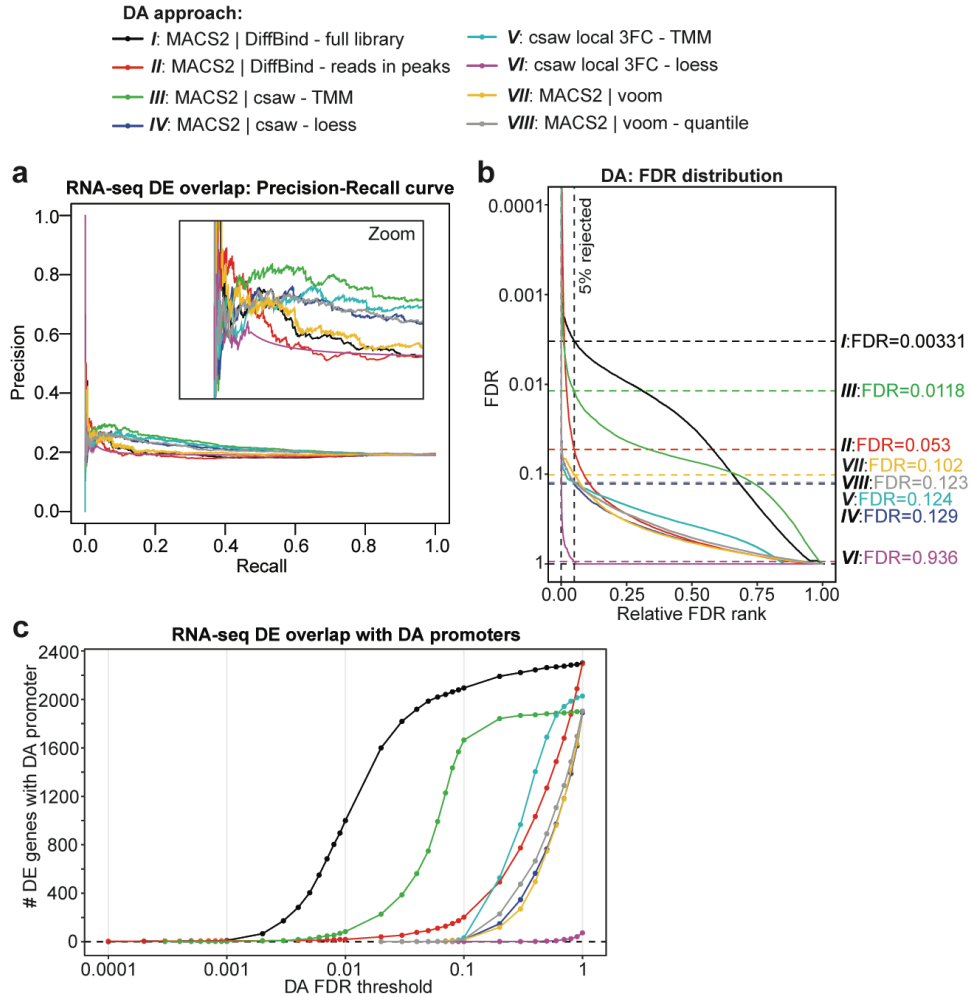 DA approach:
I: MACS2 | DiffBind - full library
II: MACS2 | DiffBind - reads in peaks
III: MACS2 | csaw - TMM
IV: MACS2 | csaw - loess
V: csaw local 3FC - TMM
VI: csaw local 3FC - loess
VII: MACS2 | voom
VIII: MACS2 | voom - quantile
a
RNA-seq DE overlap: Precision-Recall curve
Zoom
Precision
1.0
0.8
0.6
0.4
0.2
0.0
0.0 0.2 0.4 0.6 0.8 1.0
Recall
b
DA: FDR distribution
5% rejected
FDR
0.0001
0.001
0.01
0.1
1
0.00 0.25 0.50 0.75 1.00
Relative FDR rank
I:FDR=0.00331
III:FDR=0.0118
II:FDR=0.053
VII:FDR=0.102
VIII:FDR=0.123
V:FDR=0.124
IV:FDR=0.129
VI:FDR=0.936
c
RNA-seq DE overlap with DA promoters
# DE genes with DA promoter
2400
2000
1600
1200
800
400
0
0.0001 0.001 0.01 0.1 1
DA FDR threshold